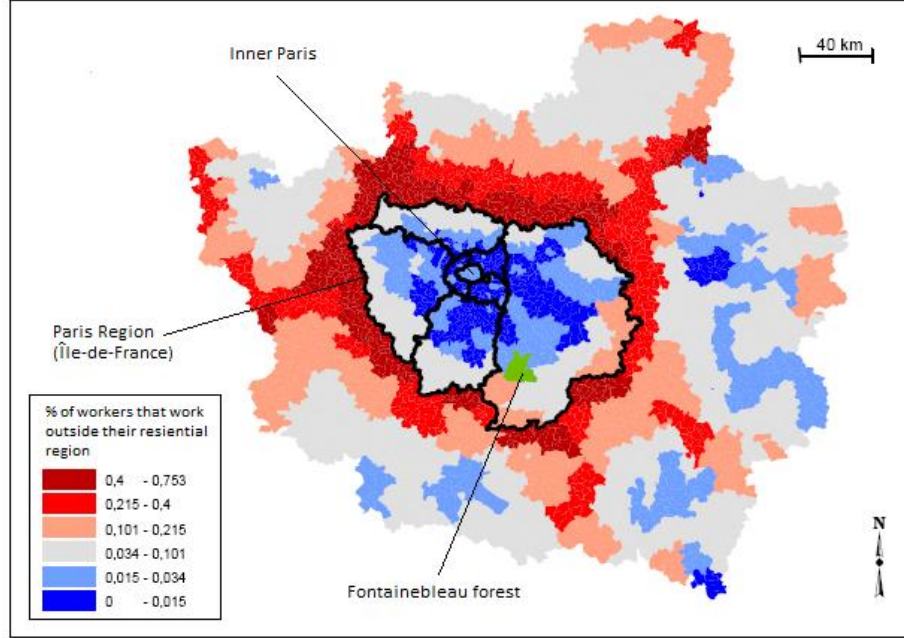 Inner Paris
40 km
Paris Region
(Île-de-France)
% of workers that work
outside their resiential
region
0,4 - 0,753
0,215 - 0,4
0,101 - 0,215
0,034 - 0,101
0,015 - 0,034
0 - 0,015
Fontainebleau forest
N